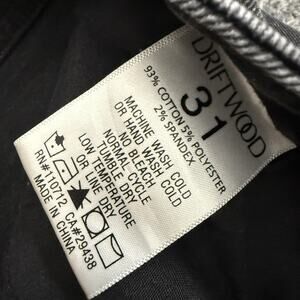 DRIFTWOOD
31
93% COTTON 5% POLYESTER
2% SPANDEX
MACHINE WASH COLD
OR HAND WASH COLD
NORMAL CYCLE
NO BLEACH
TUMBLE DRY
LOW TEMPERATURE
OR LINE DRY
RN# 110712 CA#29438
MADE IN
CHINA